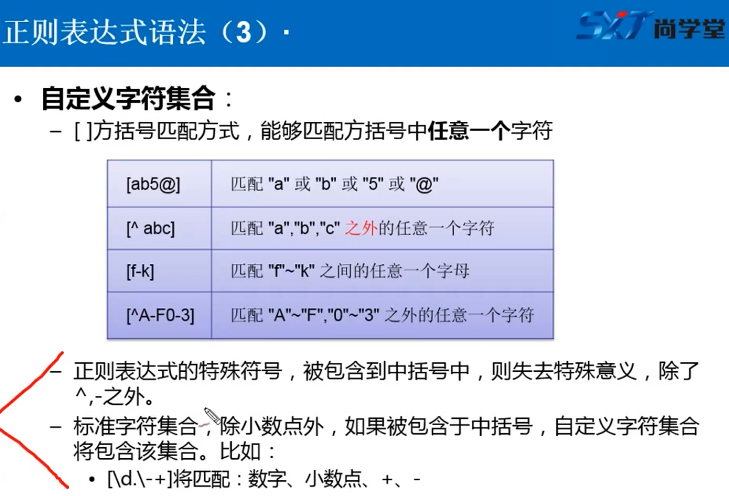 正则表达式语法（3）·
SXT 尚学堂
• 自定义字符集合：
– [ ]方括号匹配方式，能够匹配方括号中任意一个字符
[ab5@] 匹配 "a" 或 "b" 或 "5" 或 "@"
[^ abc] 匹配 "a","b","c" 之外的任意一个字符
[f-k] 匹配 "f"~"k" 之间的任意一个字母
[^A-F0-3] 匹配 "A"~"F","0"~"3" 之外的任意一个字符
– 正则表达式的特殊符号，被包含到中括号中，则失去特殊意义，除了
^,-之外。
– 标准字符集合，除小数点外，如果被包含于中括号，自定义字符集合
将包含该集合。比如：
• [\d.\-+]将匹配：数字、小数点、+、-